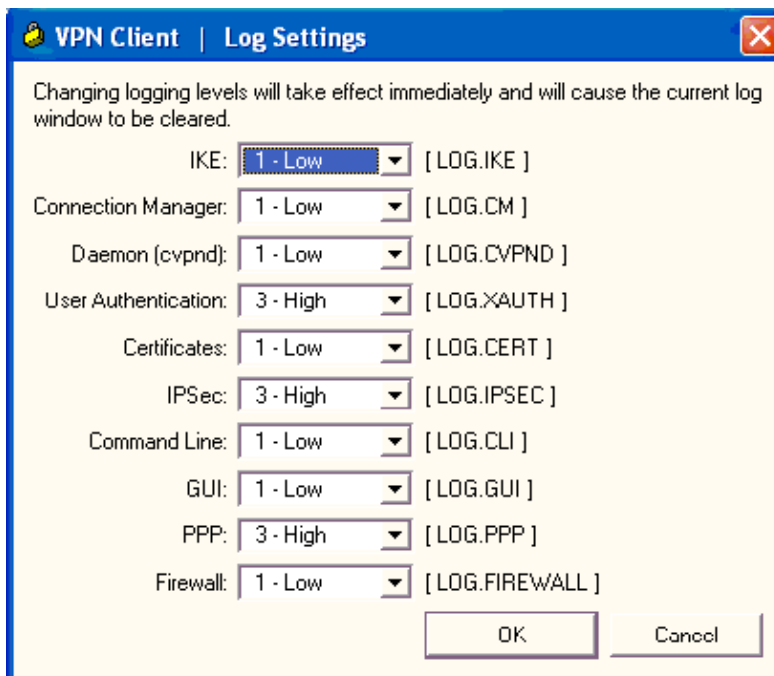 VPN Client | Log Settings
Changing logging levels will take effect immediately and will cause the current log
window to be cleared.
IKE: 1 - Low [ LOG.IKE ]
Connection Manager: 1 - Low [ LOG.CM ]
Daemon (cvpnd): 1 - Low [ LOG.CVPND ]
User Authentication: 3 - High [ LOG.XAUTH ]
Certificates: 1 - Low [ LOG.CERT ]
IPSec: 3 - High [ LOG.IPSEC ]
Command Line: 1 - Low [ LOG.CLI ]
GUI: 1 - Low [ LOG.GUI ]
PPP: 3 - High [ LOG.PPP ]
Firewall: 1 - Low [ LOG.FIREWALL ]
OK Cancel